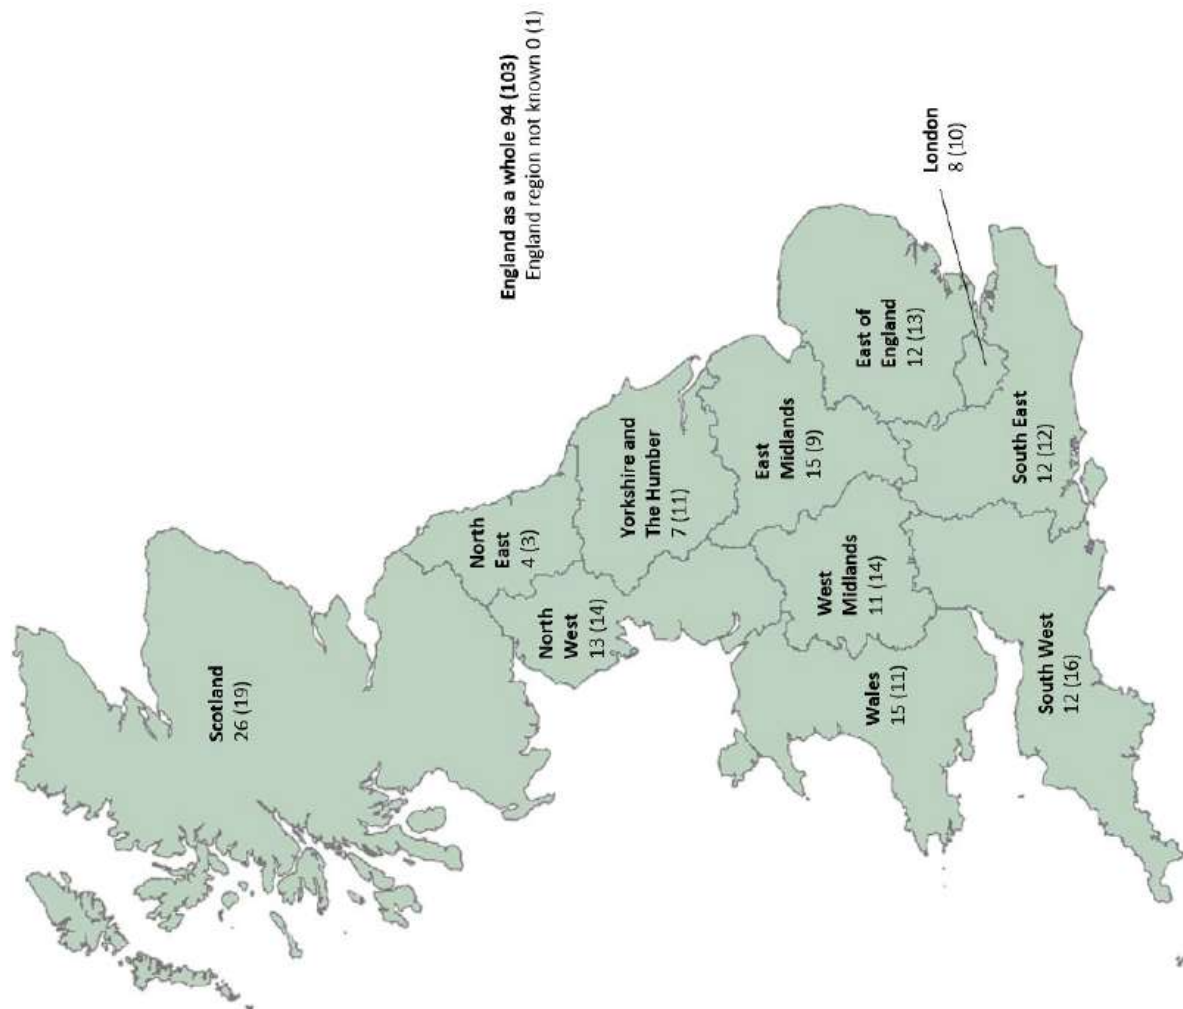 England as a whole 94 (103)
England region not known 0 (1)
Scotland
26 (19)
North
East
4 (3)
North
West
13 (14)
Yorkshire and
The Humber
7 (11)
East
Midlands
15 (9)
West
Midlands
11 (14)
East of
England
12 (13)
Wales
15 (11)
London
8 (10)
South East
12 (12)
South West
12 (16)